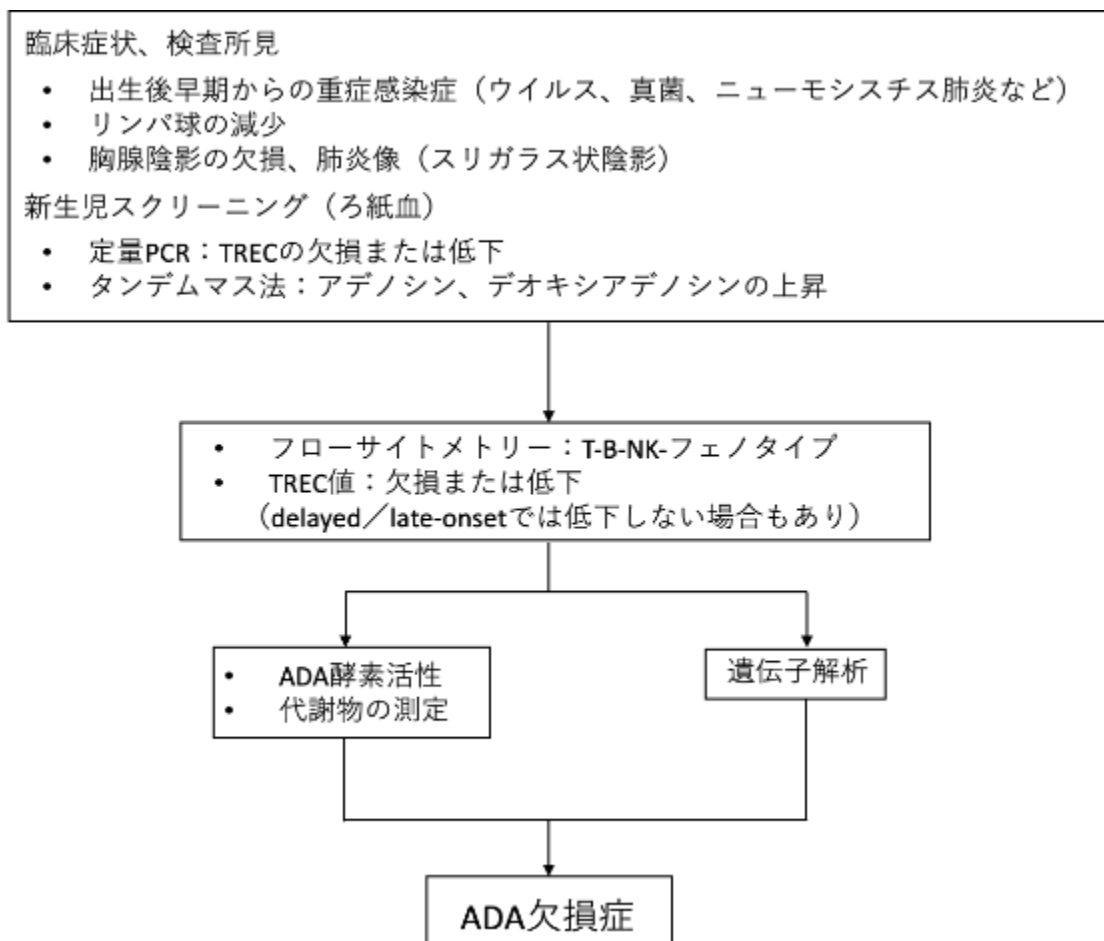 臨床症状、検査所見
• 出生後早期からの重症感染症（ウイルス、真菌、ニューモシスチス肺炎など）
• リンパ球の減少
• 胸腺陰影の欠損、肺炎像（スリガラス状陰影）
新生児スクリーニング（ろ紙血）
• 定量PCR：TRECの欠損または低下
• タンデムマス法：アデノシン、デオキシアデノシンの上昇
• フローサイトメトリー：T-B-NK-フェノタイプ
• TREC値：欠損または低下
（delayed／late-onsetでは低下しない場合もあり）
• ADA酵素活性
• 代謝物の測定
遺伝子解析
ADA欠損症